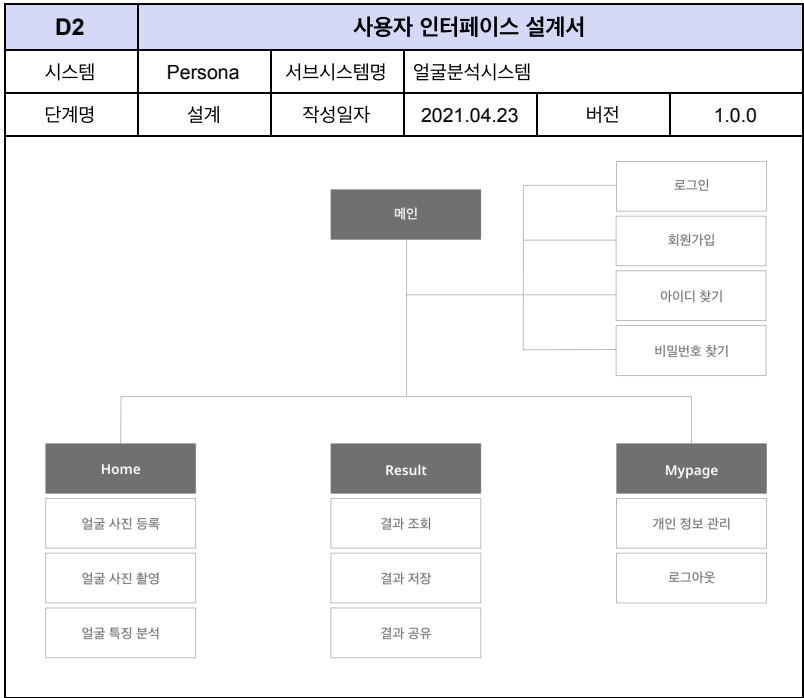 D2 사용자 인터페이스 설계서
시스템 Persona 서브시스템명 얼굴분석시스템
단계명 설계 작성일자 2021.04.23 버전 1.0.0
메인
로그인
회원가입
아이디 찾기
비밀번호 찾기
Home
얼굴 사진 등록
얼굴 사진 촬영
얼굴 특징 분석
Result
결과 조회
결과 저장
결과 공유
Mypage
개인 정보 관리
로그아웃